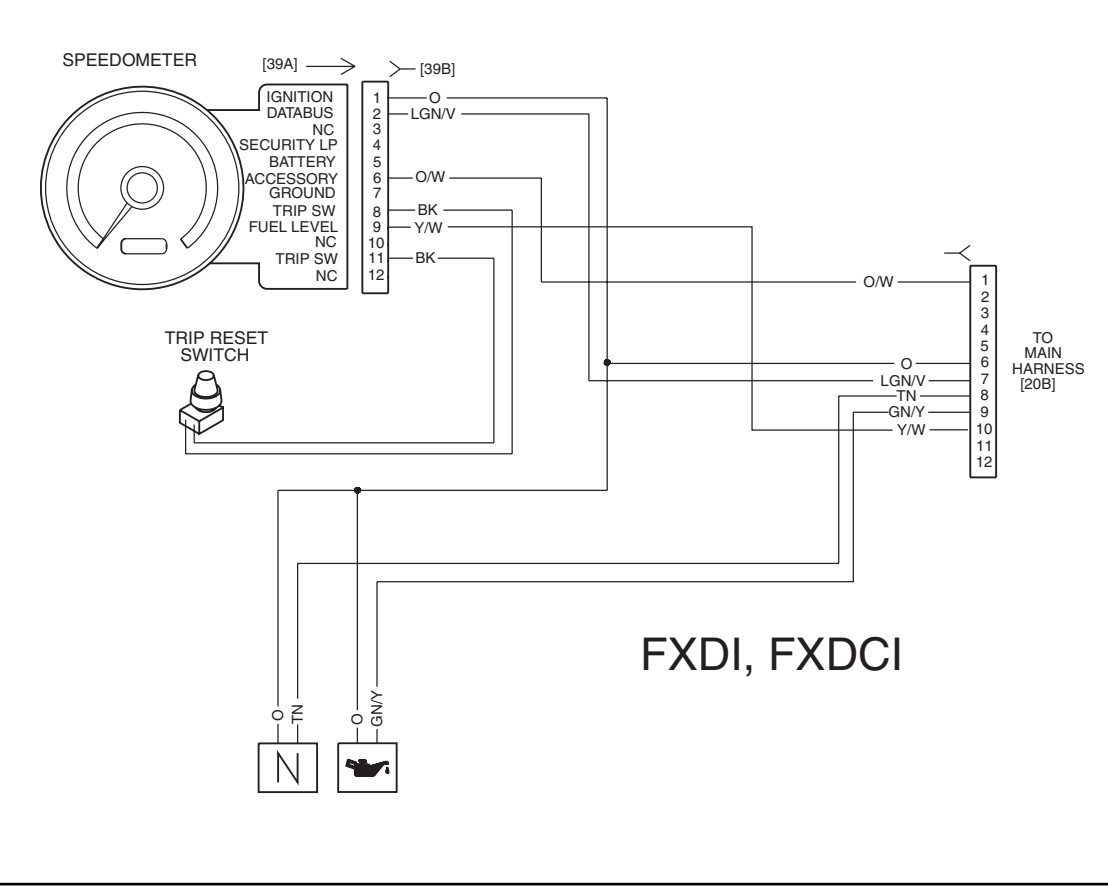 SPEEDOMETER
[39A]
[39B]
IGNITION 1 O
DATABUS 2 LGN/V
NC 3
SECURITY LP 4
BATTERY 5
ACCESSORY 6 O/W
GROUND 7
TRIP SW 8 BK
FUEL LEVEL 9 Y/W
NC 10
TRIP SW 11 BK
NC 12
TRIP RESET
SWITCH
O/W 1
2
3
4
5
O 6
LGN/V 7
TN 8
GN/Y 9
Y/W 10
11
12
TO
MAIN
HARNESS
[20B]
FXDI, FXDCI
O
TN
O
GN/Y
N